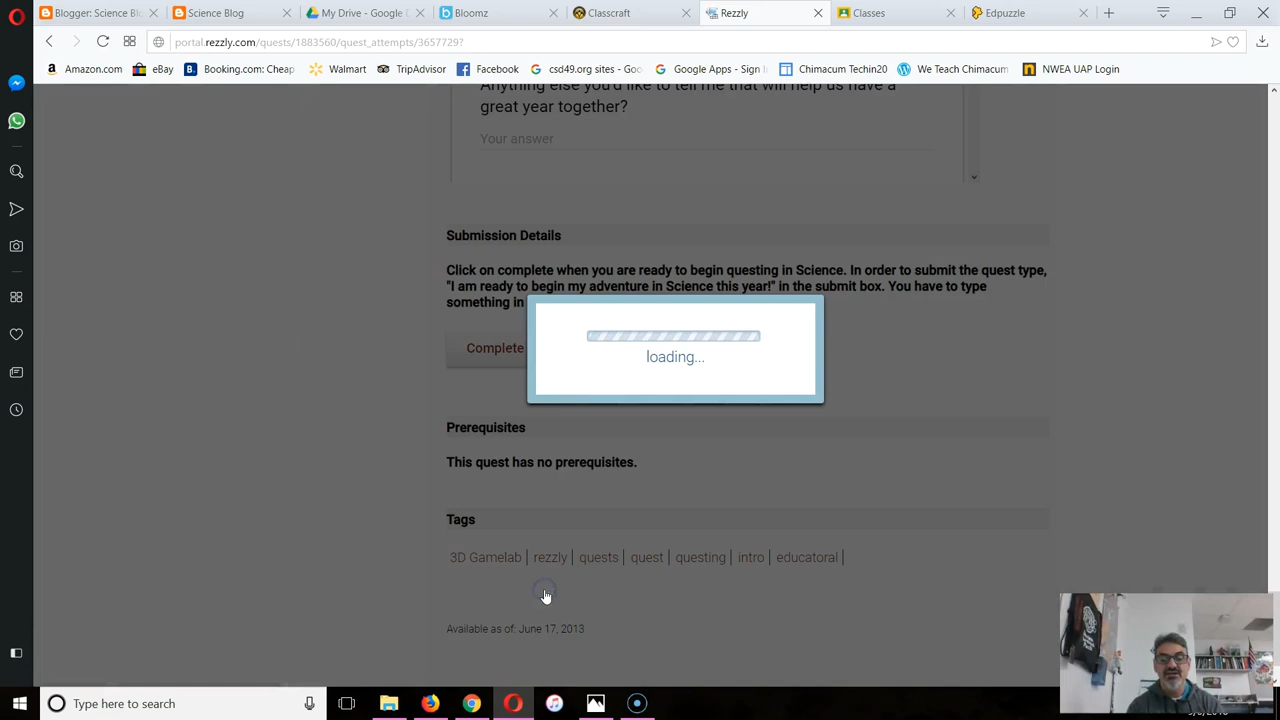 Blogger: Science Bl
Science Blog
My Drive - Google D
Bloomz
Classcraft
Rezzly
Classes
Edpuzzle
portal.rezzly.com/quests/1883560/quest_attempts/3657729?
Amazon.com
eBay
Booking.com: Cheap
Walmart
TripAdvisor
Facebook
csd49.org sites - Goo
Google Apps - Sign i
Chimacum Techin20
We Teach Chimacum
NWEA UAP Login
Anything else you'd like to tell me that will help us have a
great year together?
Your answer
Submission Details
Click on complete when you are ready to begin questing in Science. In order to submit the quest type,
"I am ready to begin my adventure in Science this year!" in the submit box. You have to type
something in
loading...
Complete
Prerequisites
This quest has no prerequisites.
Tags
3D Gamelab | rezzly | quests | quest | questing | intro | educatoral |
Available as of: June 17, 2013
Type here to search